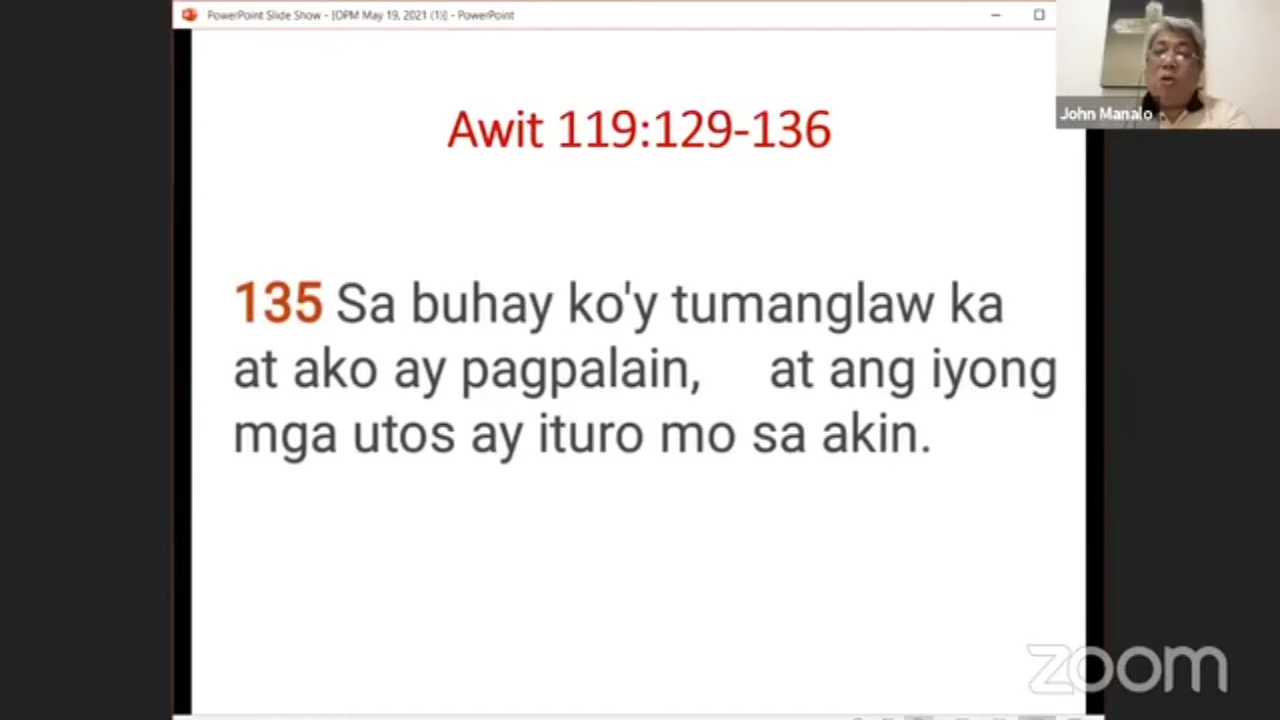 PowerPoint Slide Show - [OPM May 19, 2021 (1)] - PowerPoint
John Manalo
Awit 119:129-136
135 Sa buhay ko'y tumanglaw ka
at ako ay pagpalain, at ang iyong
mga utos ay ituro mo sa akin.
zoom